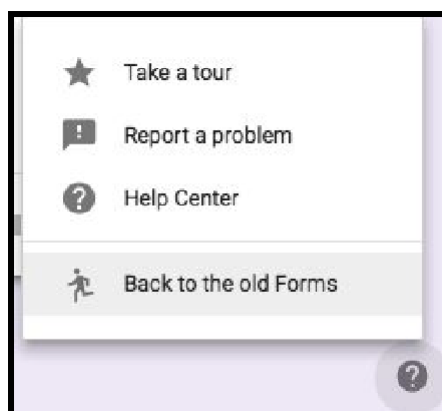 Take a tour
Report a problem
Help Center
Back to the old Forms